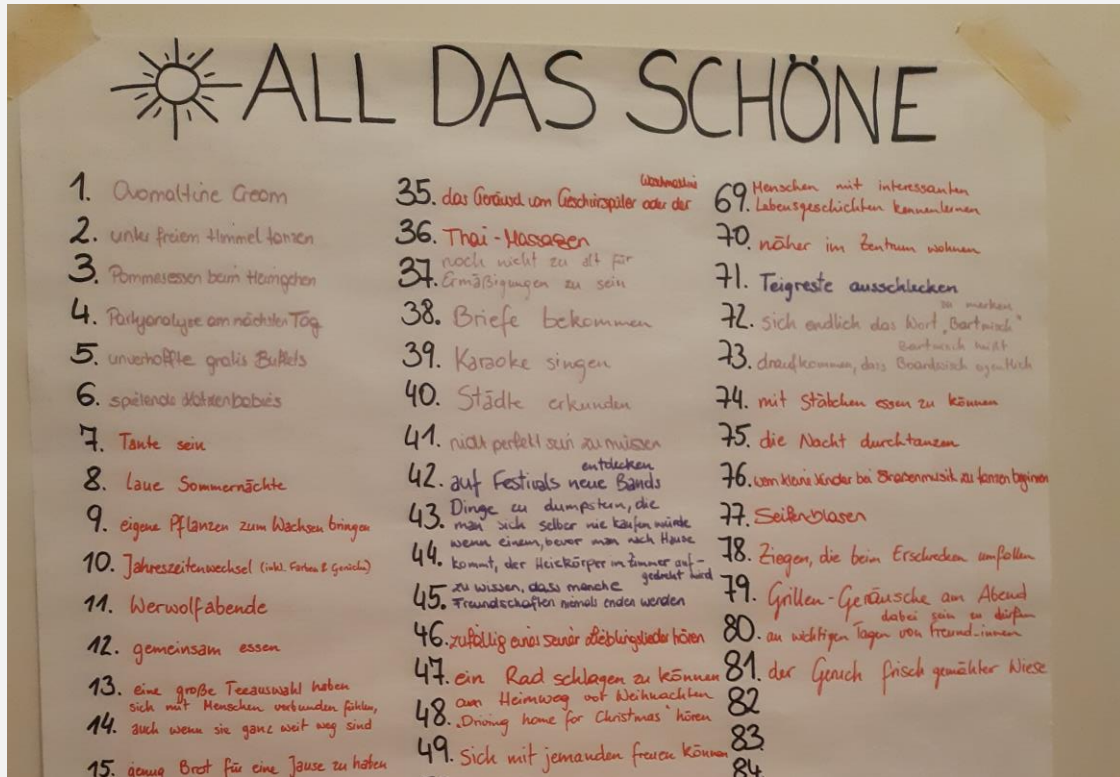 ALL DAS SCHÖNE
1. Ovomaltine Cream
2. unter freiem Himmel tanzen
3. Pommesessen beim
4. Partyanalyse am nächsten Tag
5. unverhoffte gratis Buffets
6. spielende Katzenbabies
7. Tante sein
8. laue Sommernächte
9. eigene Pflanzen zum Wachsen bringen
10. Jahreszeitenwechsel (inkl. Farben & Gerüche)
11. Werwolfabende
12. gemeinsam essen
13. eine große Teeauswahl haben
sich mit Menschen verbunden fühlen,
14. auch wenn sie ganz weit weg sind
15. genug Brot für eine Jause zu haben
Waschmaschine
35. das Geräusch vom Geschirrspüler oder der
36. Thai-Massagen
noch nicht zu alt für
37. Ermäßigungen zu sein
38. Briefe bekommen
39. Karaoke singen
40. Städte erkunden
41. nicht perfekt sein zu müssen
entdecken
42. auf Festivals neue Bands
Dinge zu dumpstern, die
43. man sich selber nie kaufen würde
wenn einem, bevor man nach Hause
44. kommt, der Heizkörper im Zimmer auf-
gedreht wird
zu wissen, dass manche
45. Freundschaften niemals enden werden
46. zufällig eines seiner Lieblingslieder hören
47. ein Rad schlagen zu können
am Heimweg vor Weihnachten
48. "Driving home for Christmas" hören
49. Sich mit jemanden freuen können
Menschen mit interessanten
69. Lebensgeschichten kennenlernen
70. näher im Zentrum wohnen
71. Teigreste ausschlecken
zu merken
72. sich endlich das Wort "Bartwisch"
Bartwisch heißt
73. draufkommen, dass Boardwisch eigentlich
74. mit Stäbchen essen zu können
75. die Nacht durchtanzen
76. wenn kleine Kinder bei Straßenmusik zu tanzen beginnen
77. Seifenblasen
78. Ziegen, die beim Erschrecken umfallen
79. Grillen-Geräusche am Abend
dabei sein zu dürfen
80. an wichtigen Tagen von Freund_innen
81. der Geruch frisch gemähter Wiese
82
83
84.